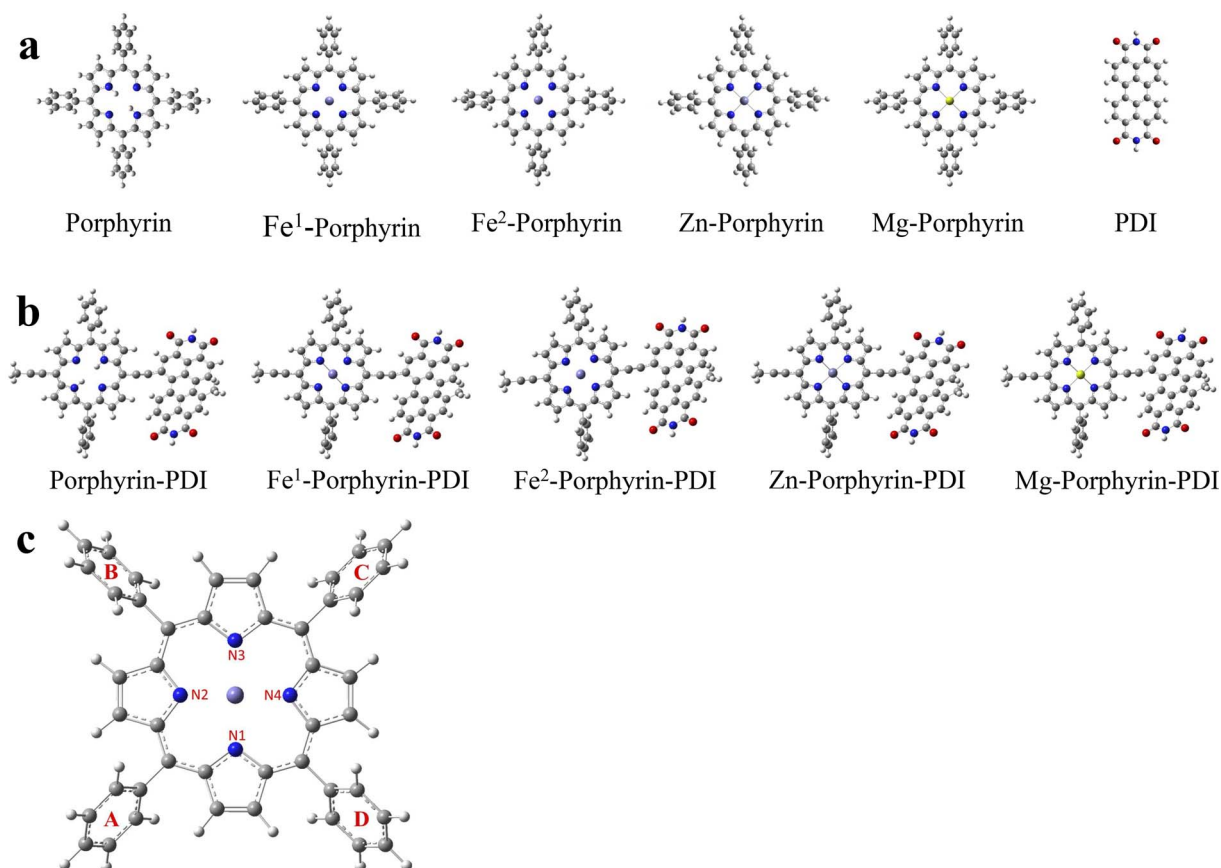 a
Porphyrin Fe¹-Porphyrin Fe²-Porphyrin Zn-Porphyrin Mg-Porphyrin PDI
b
Porphyrin-PDI Fe¹-Porphyrin-PDI Fe²-Porphyrin-PDI Zn-Porphyrin-PDI Mg-Porphyrin-PDI
c
B C
N3
N2 N4
N1
A D